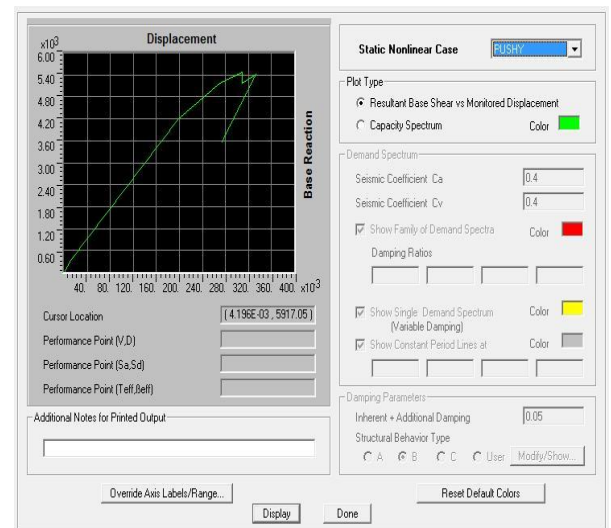 Displacement
x10³
6.00
5.40
4.80
4.20
3.60
3.00
2.40
1.80
1.20
0.60
Base Reaction
40. 80. 120. 160. 200. 240. 280. 320. 360. 400. x10³
Cursor Location (4.196E-03 , 5917.05 )
Performance Point (V,D)
Performance Point (Sa,Sd)
Performance Point (Teff,ßeff)
Additional Notes for Printed Output
Override Axis Labels/Range...
Static Nonlinear Case PUSHY
Plot Type
Resultant Base Shear vs Monitored Displacement
Capacity Spectrum Color
Demand Spectrum
Seismic Coefficient Ca 0.4
Seismic Coefficient Cv 0.4
Show Family of Demand Spectra Color
Damping Ratios
Show Single Demand Spectrum Color
(Variable Damping)
Show Constant Period Lines at Color
Damping Parameters
Inherent + Additional Damping 0.05
Structural Behavior Type
A B C User Modify/Show...
Reset Default Colors
Display Done